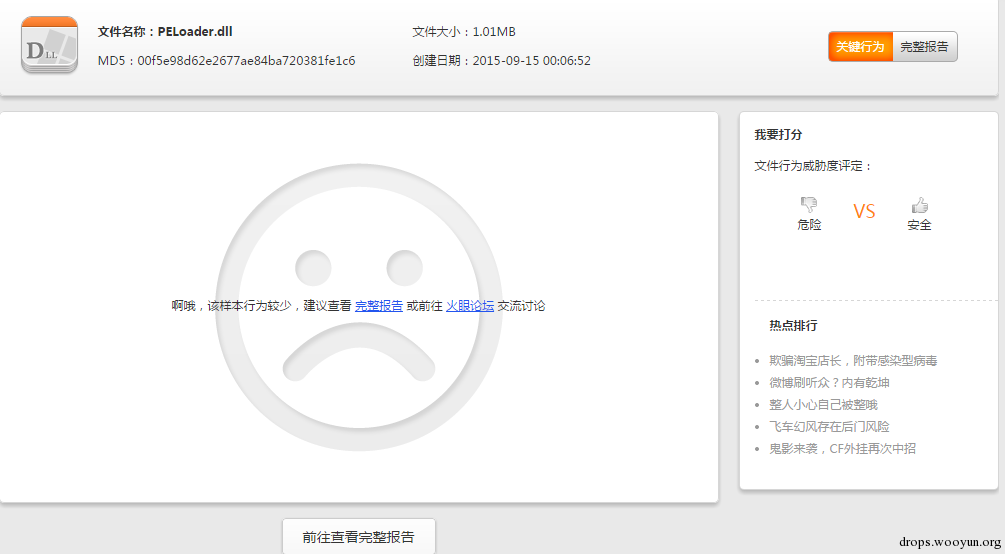 文件名称：PELoader.dll
文件大小：1.01MB
MD5：00f5e98d62e2677ae84ba720381fe1c6
创建日期：2015-09-15 00:06:52
关键行为
完整报告
DLL
啊哦，该样本行为较少，建议查看 完整报告 或前往 火眼论坛 交流讨论
前往查看完整报告
我要打分
文件行为威胁度评定：
危险
VS
安全
热点排行
欺骗淘宝店长，附带感染型病毒
微博刷听众？内有乾坤
整人小心自己被整哦
飞车幻风存在后门风险
鬼影来袭，CF外挂再次中招
drops.wooyun.org